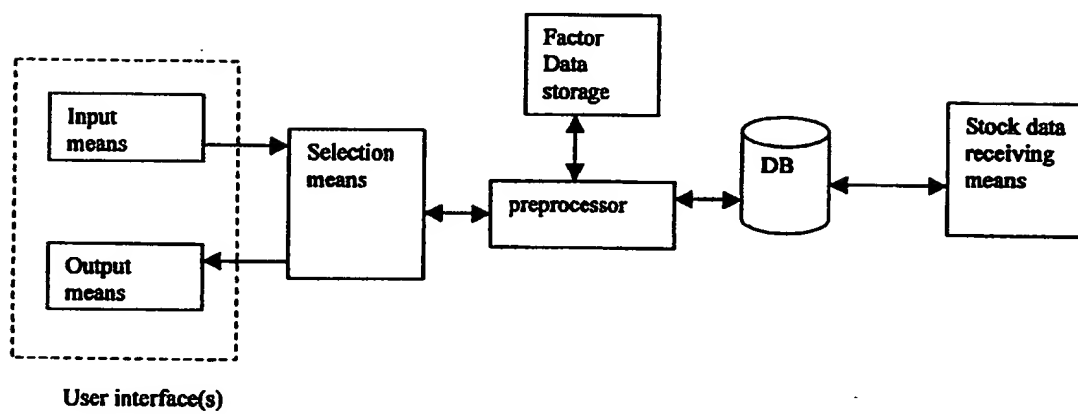 Input
means
Output
means
User interface(s)
Selection
means
Factor
Data
storage
preprocessor
DB
Stock data
receiving
means